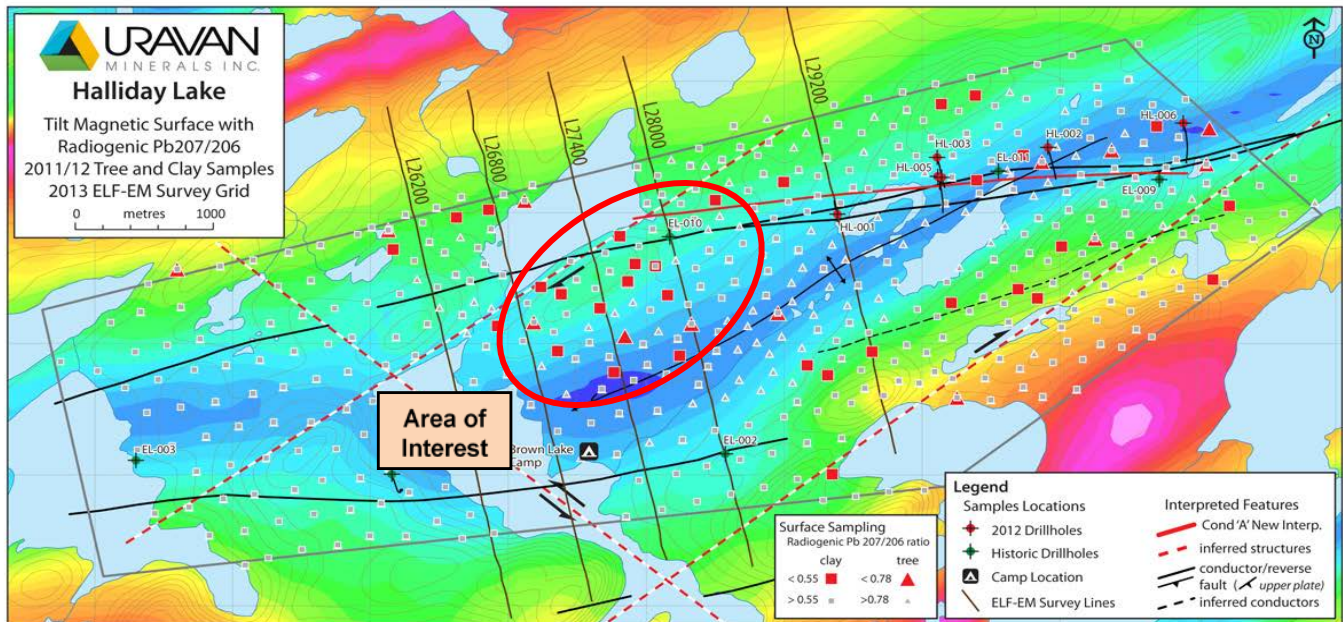 URAVAN
MINERALS INC.
Halliday Lake
Tilt Magnetic Surface with
Radiogenic Pb207/206
2011/12 Tree and Clay Samples
2013 ELF-EM Survey Grid
0 metres 1000
N
L26200
L26800
L27400
L28000
L29200
HL-006
HL-002
HL-003
EL-011
HL-005
EL-009
HL-001
EL-010
Area of
Interest
EL-003
EL-002
Brown Lake
Camp
Surface Sampling
Radiogenic Pb 207/206 ratio
clay tree
< 0.55 < 0.78
> 0.55 >0.78
Legend
Samples Locations
2012 Drillholes
Historic Drillholes
Camp Location
ELF-EM Survey Lines
Interpreted Features
Cond 'A' New Interp.
inferred structures
conductor/reverse
fault ( upper plate)
inferred conductors